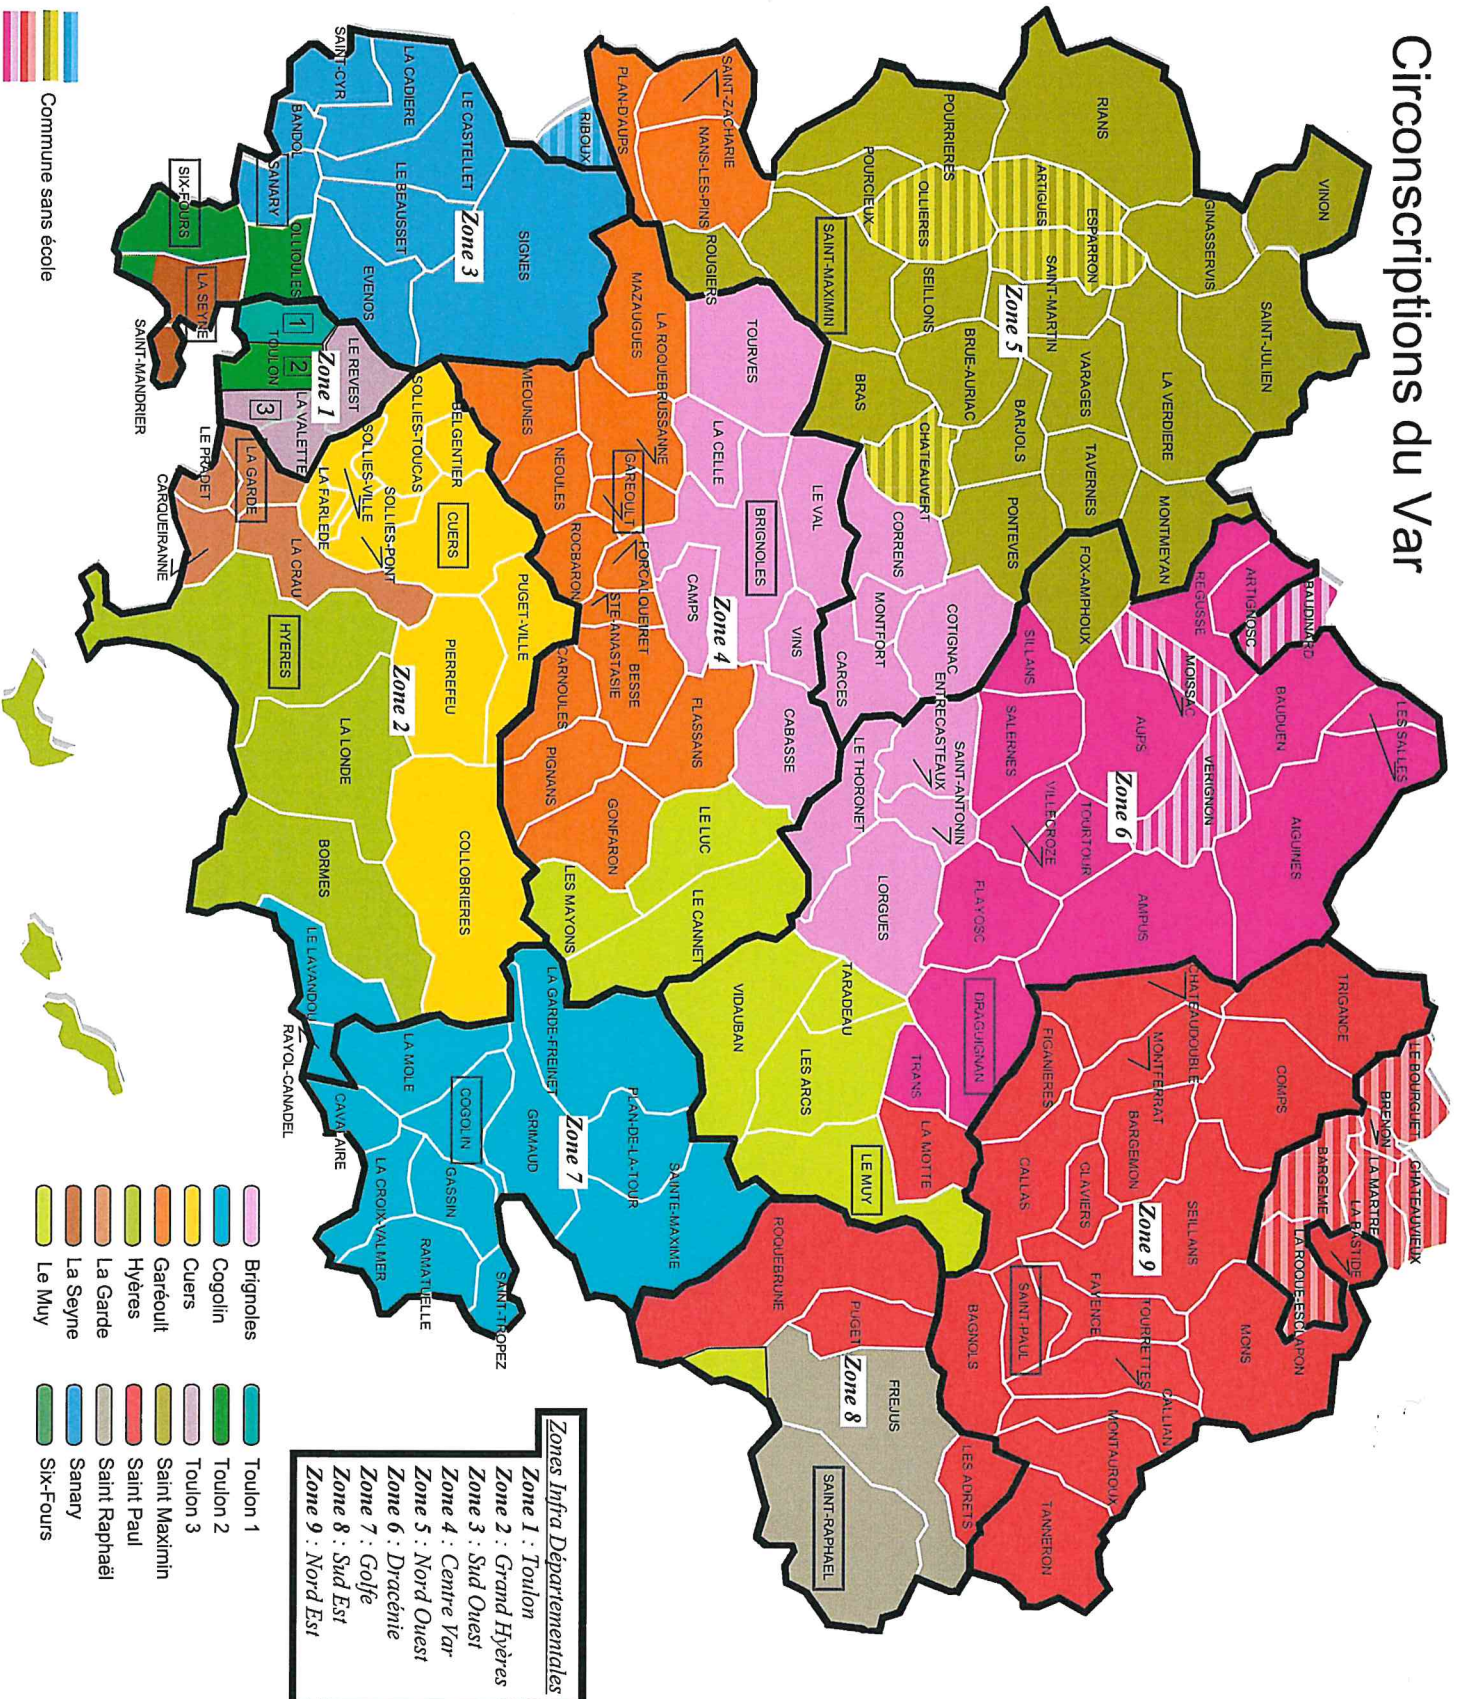 Circonscriptions du Var
VINON
RIANS
GINASSERVIS
SAINT-JULIEN
ARTIGUES
ESPARRON
SAINT-MARTIN
LA VERDIERE
POURRIERES
OLLIERES
POURCIEUX
SEILLONS
Zone 5
VARAGES
BRUE-AURIAC
BARJOLS
TAVERNES
MONTMEYAN
SAINT-MAXIMIN
BRAS
CHATEAUVERT
PONTEVES
FOX-AMPHOUX
ROUGIERS
SAINT-ZACHARIE
PLAN-D'AUPS
NANS-LES-PINS
RIBOUX
BAUDINARD
ARTIGNOSC
REGUSSE
MOISSAC
LES SALLES
BAUDUEN
AIGUINES
VERIGNON
AUPS
Zone 6
SILLANS
SALERNES
VILLECROZE
TOURTOUR
AMPUS
FLAYOSC
DRAGUIGNAN
TRANS
CORRENS
COTIGNAC
MONTFORT
CARCES
ENTRECASTEAUX
SAINT-ANTONIN
LE THORONET
LORGUES
TOURVES
LA CELLE
LE VAL
BRIGNOLES
CAMPS
Zone 4
VINS
CABASSE
MAZAUGUES
LA ROQUEBRUSSANNE
MEOUNES
NEOULES
GAREOULT
FORCALQUEIRET
ROCBARON
STE-ANASTASIE
BESSE
CARNOULES
FLASSANS
PIGNANS
GONFARON
LE LUC
LES MAYONS
LE CANNET
VIDAUBAN
TARADEAU
LES ARCS
LE MUY
LA MOTTE
TRIGANCE
LE BOURGUET
BRENON
CHATEAUVIEUX
LA MARTRE
LA BASTIDE
BARGEME
LA ROQUE-ESCLAPON
COMPS
CHATEAUDOUBLE
MONTFERRAT
BARGEMON
FIGANIERES
CALLAS
CLAVIERS
SEILLANS
Zone 9
MONS
FAYENCE
TOURRETTES
CALLIAN
SAINT-PAUL
BAGNOLS
MONTAUROUX
TANNERON
LES ADRETS
ROQUEBRUNE
PUGET
Zone 8
FREJUS
SAINT-RAPHAEL
SAINT-CYR
LA CADIERE
LE CASTELLET
BANDOL
LE BEAUSSET
Zone 3
SIGNES
SANARY
EVENOS
OLLIOULES
SIX-FOURS
LA SEYNE
SAINT-MANDRIER
1
TOULON
2
Zone 1
LE REVEST
3
LA VALETTE
LE PRADET
LA GARDE
CARQUEIRANNE
LA CRAU
SOLLIES-TOUCAS
BELGENTIER
SOLLIES-VILLE
SOLLIES-PONT
LA FARLEDE
CUERS
PUGET-VILLE
PIERREFEU
Zone 2
COLLOBRIERES
HYERES
LA LONDE
BORMES
LE LAVANDOU
RAYOL-CANADEL
CAVALAIRE
LA MOLE
COGOLIN
LA GARDE-FREINET
GRIMAUD
Zone 7
PLAN-DE-LA-TOUR
SAINTE-MAXIME
GASSIN
LA CROIX-VALMER
RAMATUELLE
SAINT-TROPEZ
Zones Infra Départementales
Zone 1 : Toulon
Zone 2 : Grand Hyères
Zone 3 : Sud Ouest
Zone 4 : Centre Var
Zone 5 : Nord Ouest
Zone 6 : Dracénie
Zone 7 : Golfe
Zone 8 : Sud Est
Zone 9 : Nord Est
Commune sans école
Brignoles
Cogolin
Cuers
Garéoult
Hyères
La Garde
La Seyne
Le Muy
Toulon 1
Toulon 2
Toulon 3
Saint Maximin
Saint Paul
Saint Raphaël
Sanary
Six-Fours